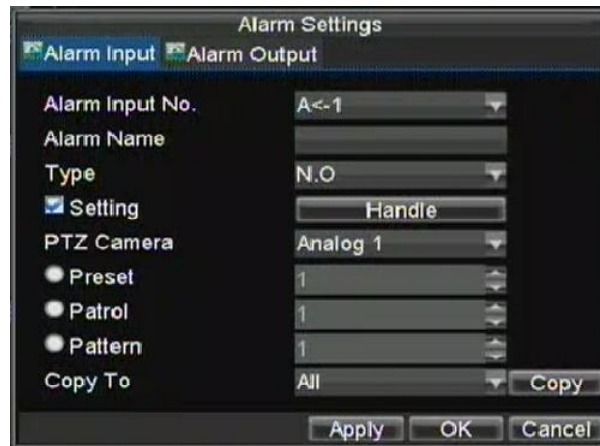 Alarm Settings
Alarm Input Alarm Output
Alarm Input No. A<-1
Alarm Name
Type N.O
Setting Handle
PTZ Camera Analog 1
Preset 1
Patrol 1
Pattern 1
Copy To All Copy
Apply OK Cancel